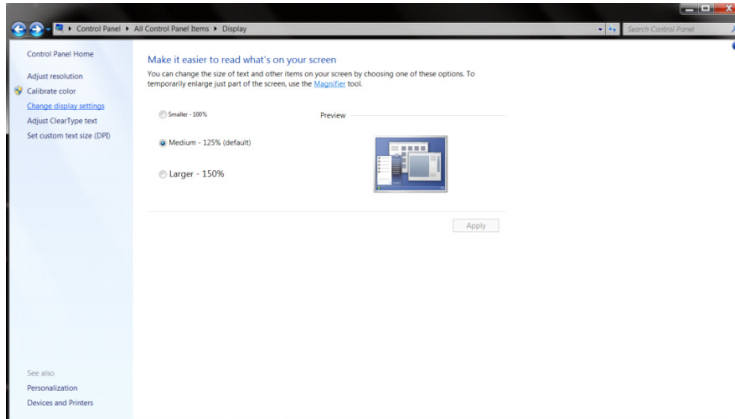 Control Panel ▸ All Control Panel Items ▸ Display
Search Control Panel
Control Panel Home
Adjust resolution
Calibrate color
Change display settings
Adjust ClearType text
Set custom text size (DPI)
Make it easier to read what's on your screen
You can change the size of text and other items on your screen by choosing one of these options. To
temporarily enlarge just part of the screen, use the Magnifier tool.
Smaller - 100%
Preview
Medium - 125% (default)
Larger - 150%
Apply
See also
Personalization
Devices and Printers